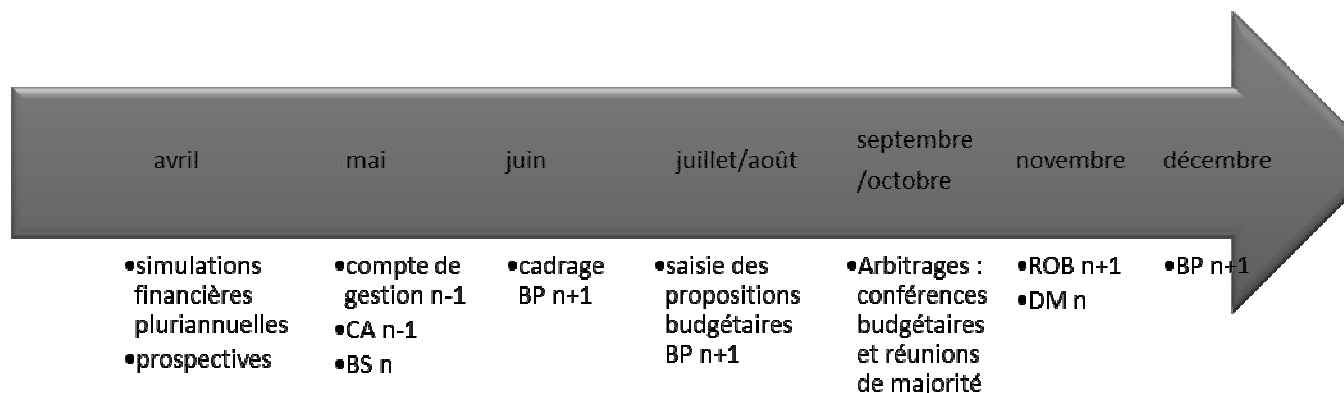 avril
mai
juin
juillet/août
septembre
/octobre
novembre
décembre
•simulations
financières
pluriannuelles
•prospectives
•compte de
gestion n-1
•CA n-1
•BS n
•cadrage
BP n+1
•saisie des
propositions
budgétaires
BP n+1
•Arbitrages :
conférences
budgétaires
et réunions
de majorité
•ROB n+1
•DM n
•BP n+1